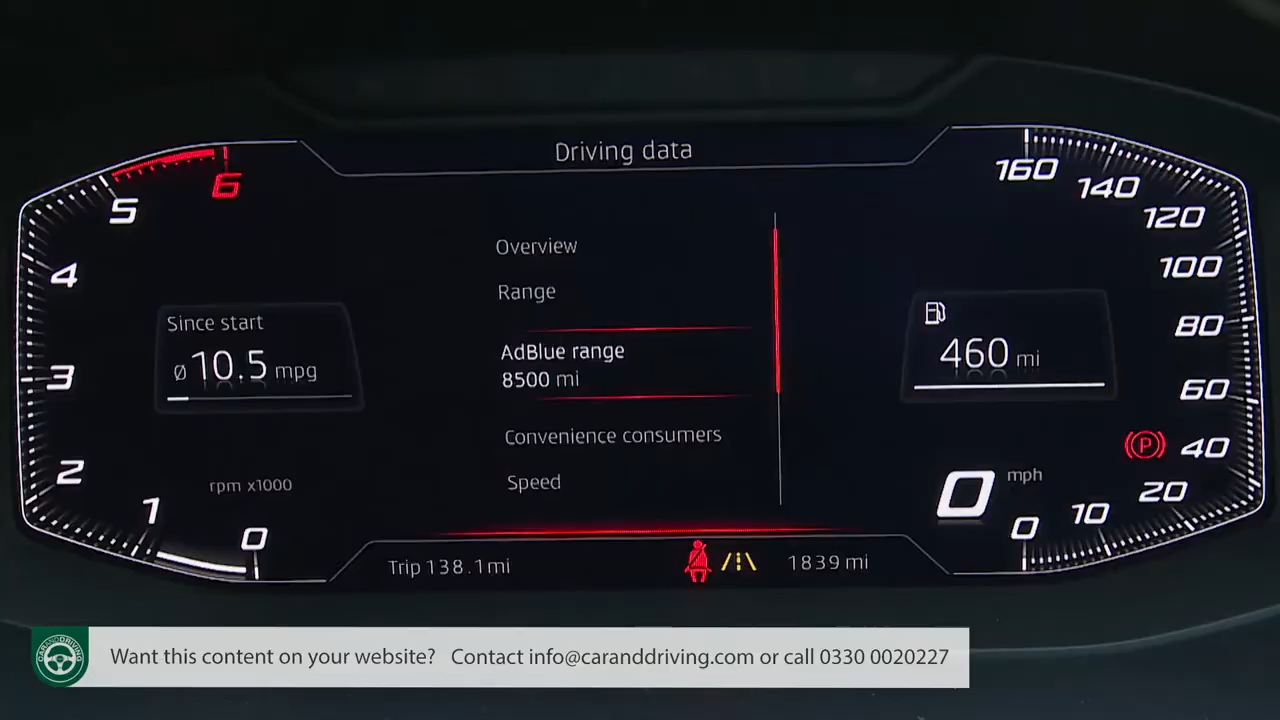 Driving data
6
5
4
3
2
1
0
rpm x1000
Since start
ø 10.5 mpg
Overview
Range
AdBlue range
8500 mi
Convenience consumers
Speed
460 mi
160
140
120
100
80
60
40
20
10
0
P
0 mph
Trip 138.1 mi
1839 mi
CAR AND DRIVING
Want this content on your website? Contact info@caranddriving.com or call 0330 0020227